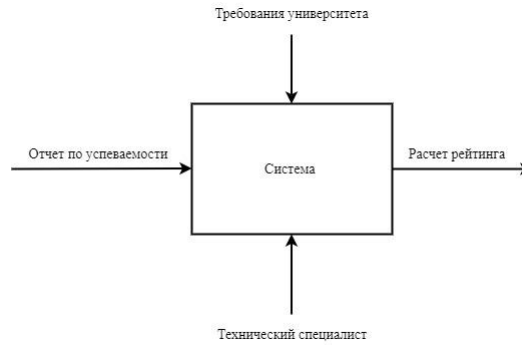 Требования университета
Отчет по успеваемости
Система
Расчет рейтинга
Технический специалист